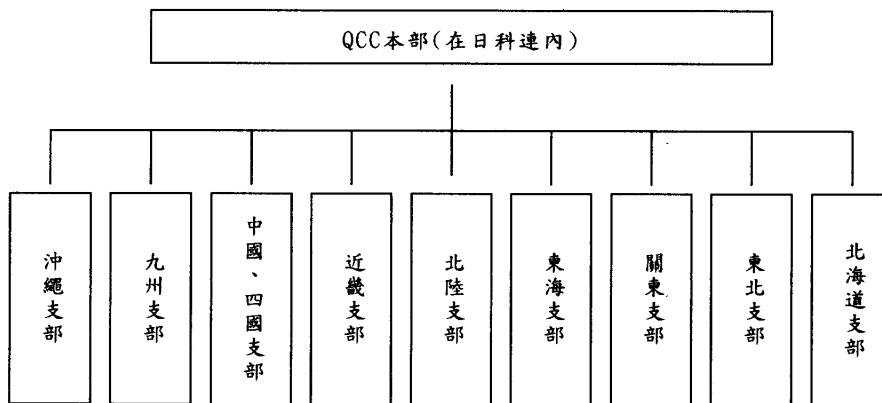 QCC本部(在日科連內)
沖繩支部
九州支部
中國、四國支部
近畿支部
北陸支部
東海支部
關東支部
東北支部
北海道支部